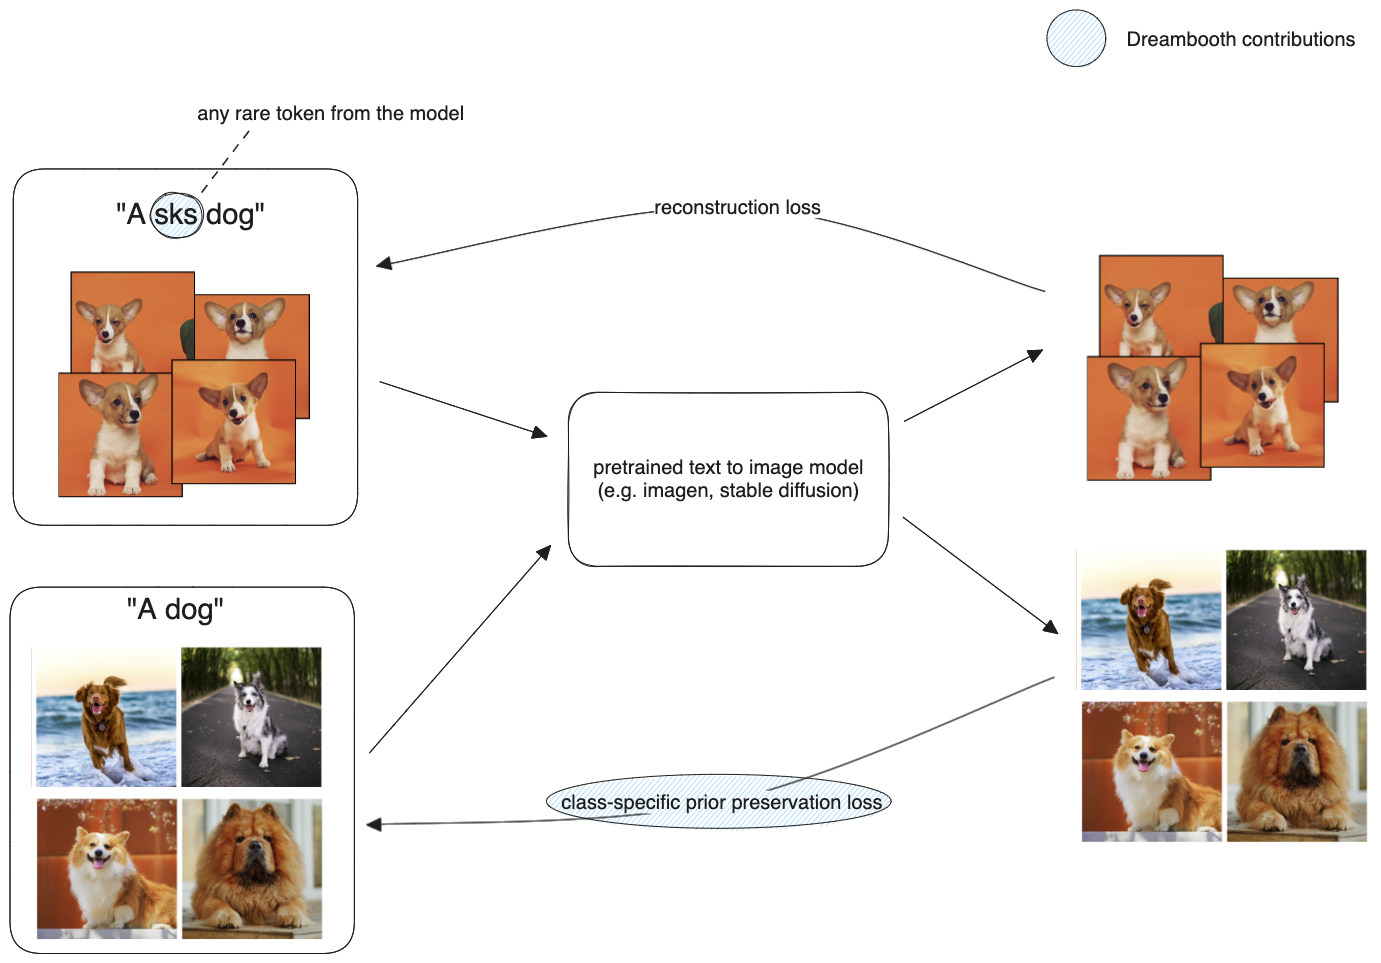 Dreambooth contributions
any rare token from the model
"A sks dog"
reconstruction loss
pretrained text to image model
(e.g. imagen, stable diffusion)
"A dog"
class-specific prior preservation loss